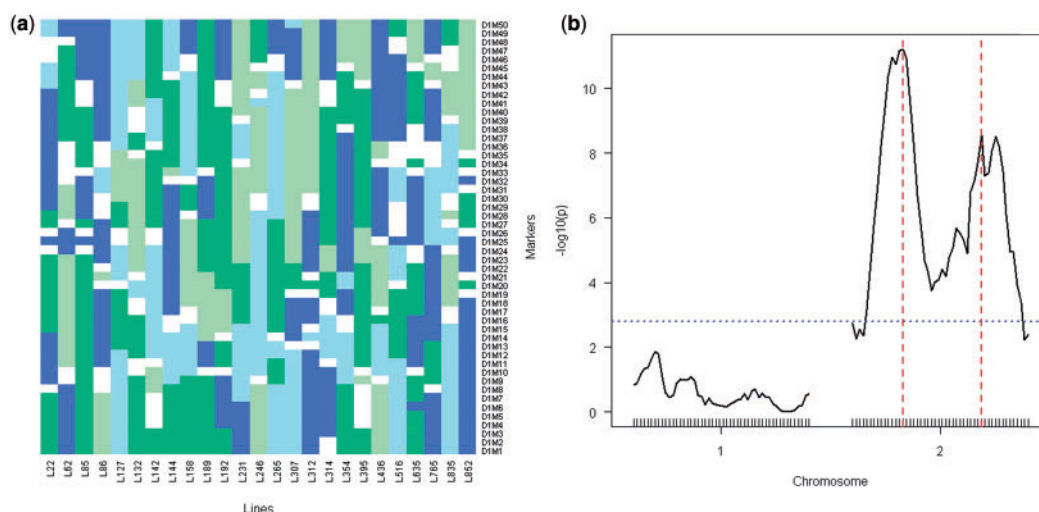 (a)
D1M50
D1M49
D1M48
D1M47
D1M46
D1M45
D1M44
D1M43
D1M42
D1M41
D1M40
D1M39
D1M38
D1M37
D1M36
D1M35
D1M34
D1M33
D1M32
D1M31
D1M30
D1M29
D1M28
D1M27
D1M26
D1M25
D1M24
D1M23
D1M22
D1M21
D1M20
D1M19
D1M18
D1M17
D1M16
D1M15
D1M14
D1M13
D1M12
D1M11
D1M10
D1M9
D1M8
D1M7
D1M6
D1M5
D1M4
D1M3
D1M2
D1M1
Markers
L22
L62
L85
L86
L127
L132
L142
L144
L158
L189
L192
L231
L246
L265
L307
L312
L314
L354
L395
L436
L516
L635
L765
L835
L852
Lines
(b)
-log10(p)
10
8
6
4
2
0
1
2
Chromosome